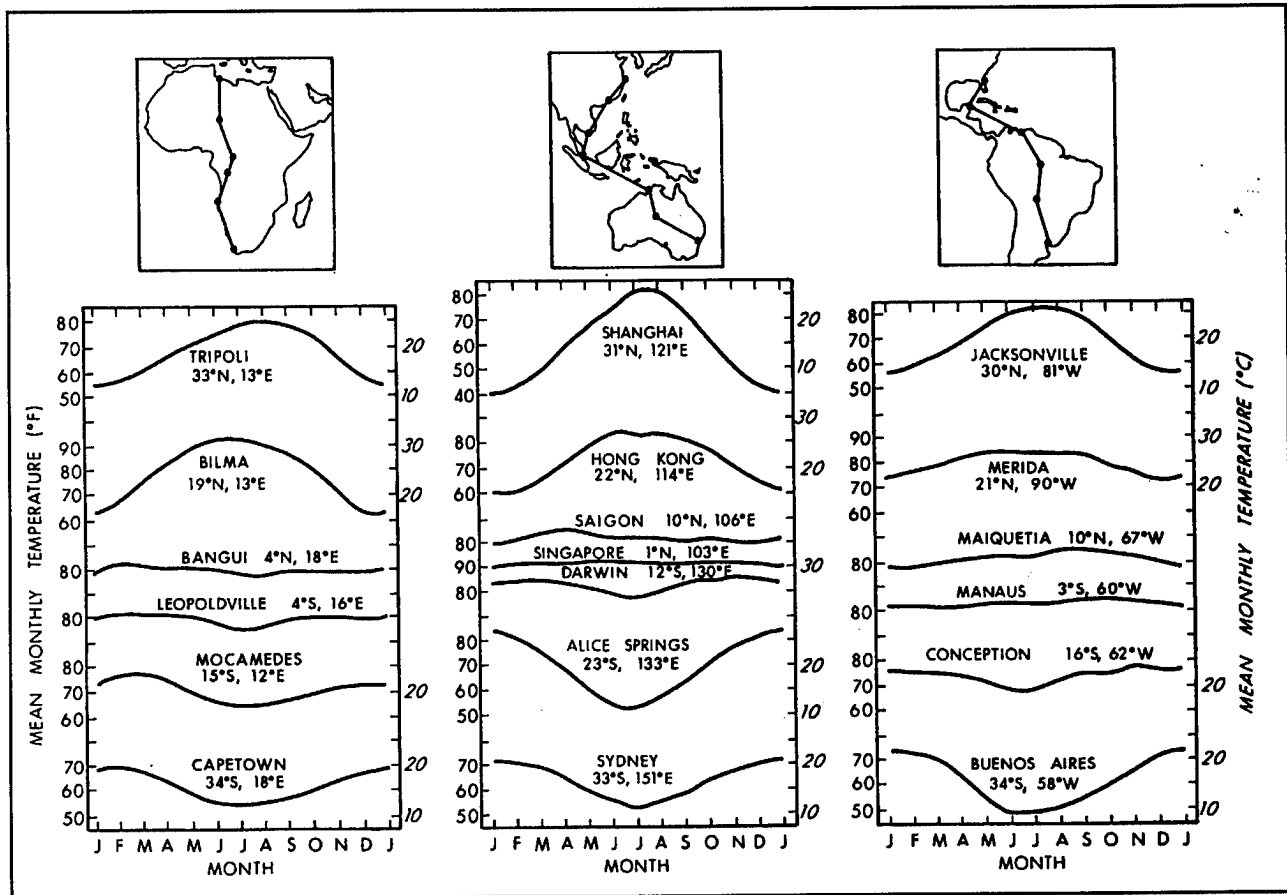 MEAN MONTHLY TEMPERATURE (°F)
80
70
60
50
90
80
70
60
80
80
80
70
60
70
60
50
TRIPOLI
33°N, 13°E
BILMA
19°N, 13°E
BANGUI 4°N, 18°E
LEOPOLDVILLE 4°S, 16°E
MOCAMEDES
15°S, 12°E
CAPETOWN
34°S, 18°E
20
10
30
20
20
20
10
J F M A M J J A S O N D J
MONTH
80
70
60
50
40
80
70
60
80
90
80
80
70
60
50
70
60
50
SHANGHAI
31°N, 121°E
HONG KONG
22°N, 114°E
SAIGON 10°N, 106°E
SINGAPORE 1°N, 103°E
DARWIN 12°S, 130°E
ALICE SPRINGS
23°S, 133°E
SYDNEY
33°S, 151°E
20
10
30
20
30
20
10
20
10
J F M A M J J A S O N D J
MONTH
80
70
60
50
90
80
70
60
80
80
80
70
60
70
60
50
JACKSONVILLE
30°N, 81°W
MERIDA
21°N, 90°W
MAIQUETIA 10°N, 67°W
MANAUS 3°S, 60°W
CONCEPTION 16°S, 62°W
BUENOS AIRES
34°S, 58°W
20
10
30
20
20
20
10
J F M A M J J A S O N D J
MONTH
MEAN MONTHLY TEMPERATURE (°C)